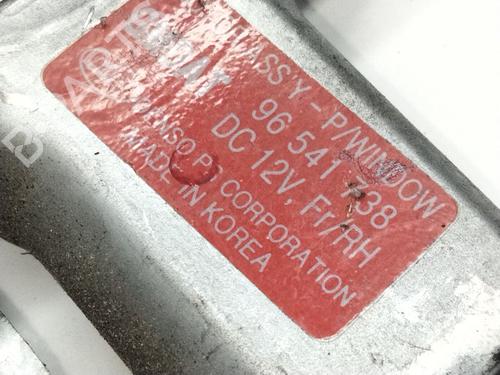 ASS'Y - P/WINDOW
96 541 738
DC 12V, Fr/RH
CORPORATION
MADE IN KOREA